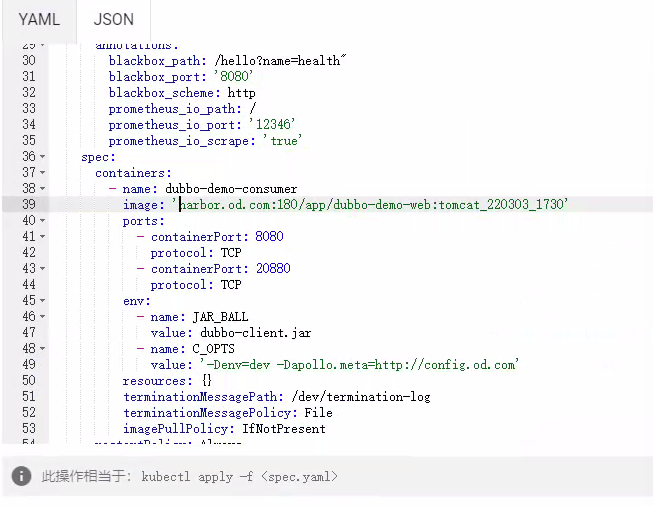 YAML JSON
29 annotations:
30 blackbox_path: /hello?name=health"
31 blackbox_port: '8080'
32 blackbox_scheme: http
33 prometheus_io_path: /
34 prometheus_io_port: '12346'
35 prometheus_io_scrape: 'true'
36 spec:
37 containers:
38 - name: dubbo-demo-consumer
39 image: 'harbor.od.com:180/app/dubbo-demo-web:tomcat_220303_1730'
40 ports:
41 - containerPort: 8080
42 protocol: TCP
43 - containerPort: 20880
44 protocol: TCP
45 env:
46 - name: JAR_BALL
47 value: dubbo-client.jar
48 - name: C_OPTS
49 value: '-Denv=dev -Dapollo.meta=http://config.od.com'
50 resources: {}
51 terminationMessagePath: /dev/termination-log
52 terminationMessagePolicy: File
53 imagePullPolicy: IfNotPresent
54 restartPolicy: Always
此操作相当于: kubectl apply -f <spec.yaml>